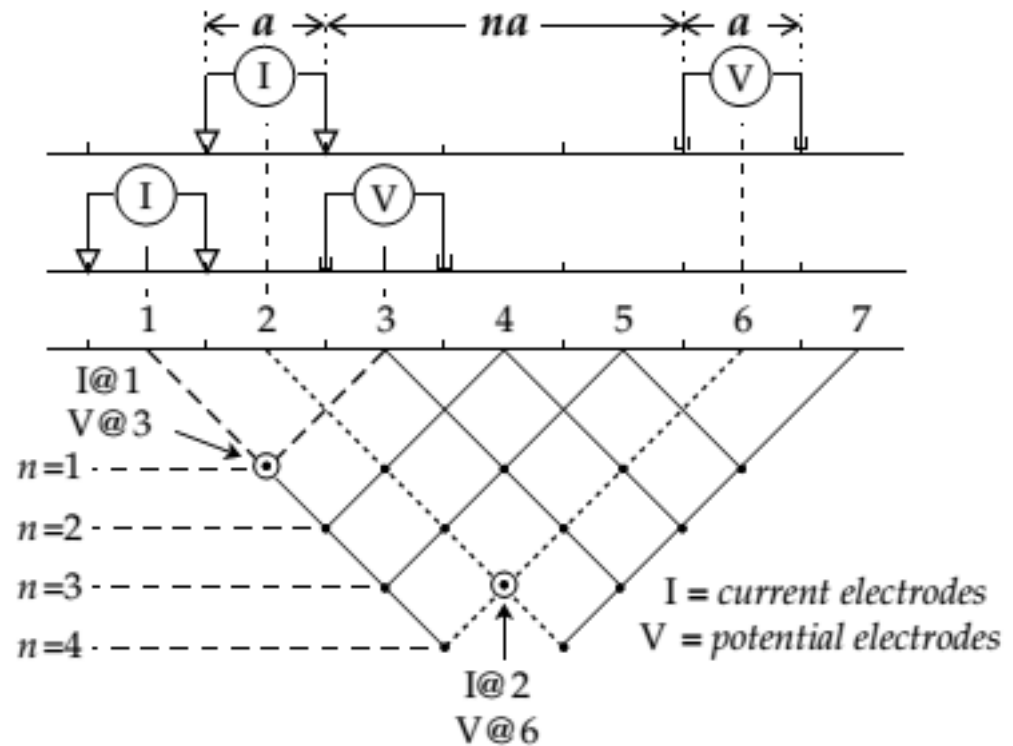 a na a
I V
I V
1 2 3 4 5 6 7
I@1
V@3
n=1
n=2
n=3
n=4
I = current electrodes
V = potential electrodes
I@2
V@6